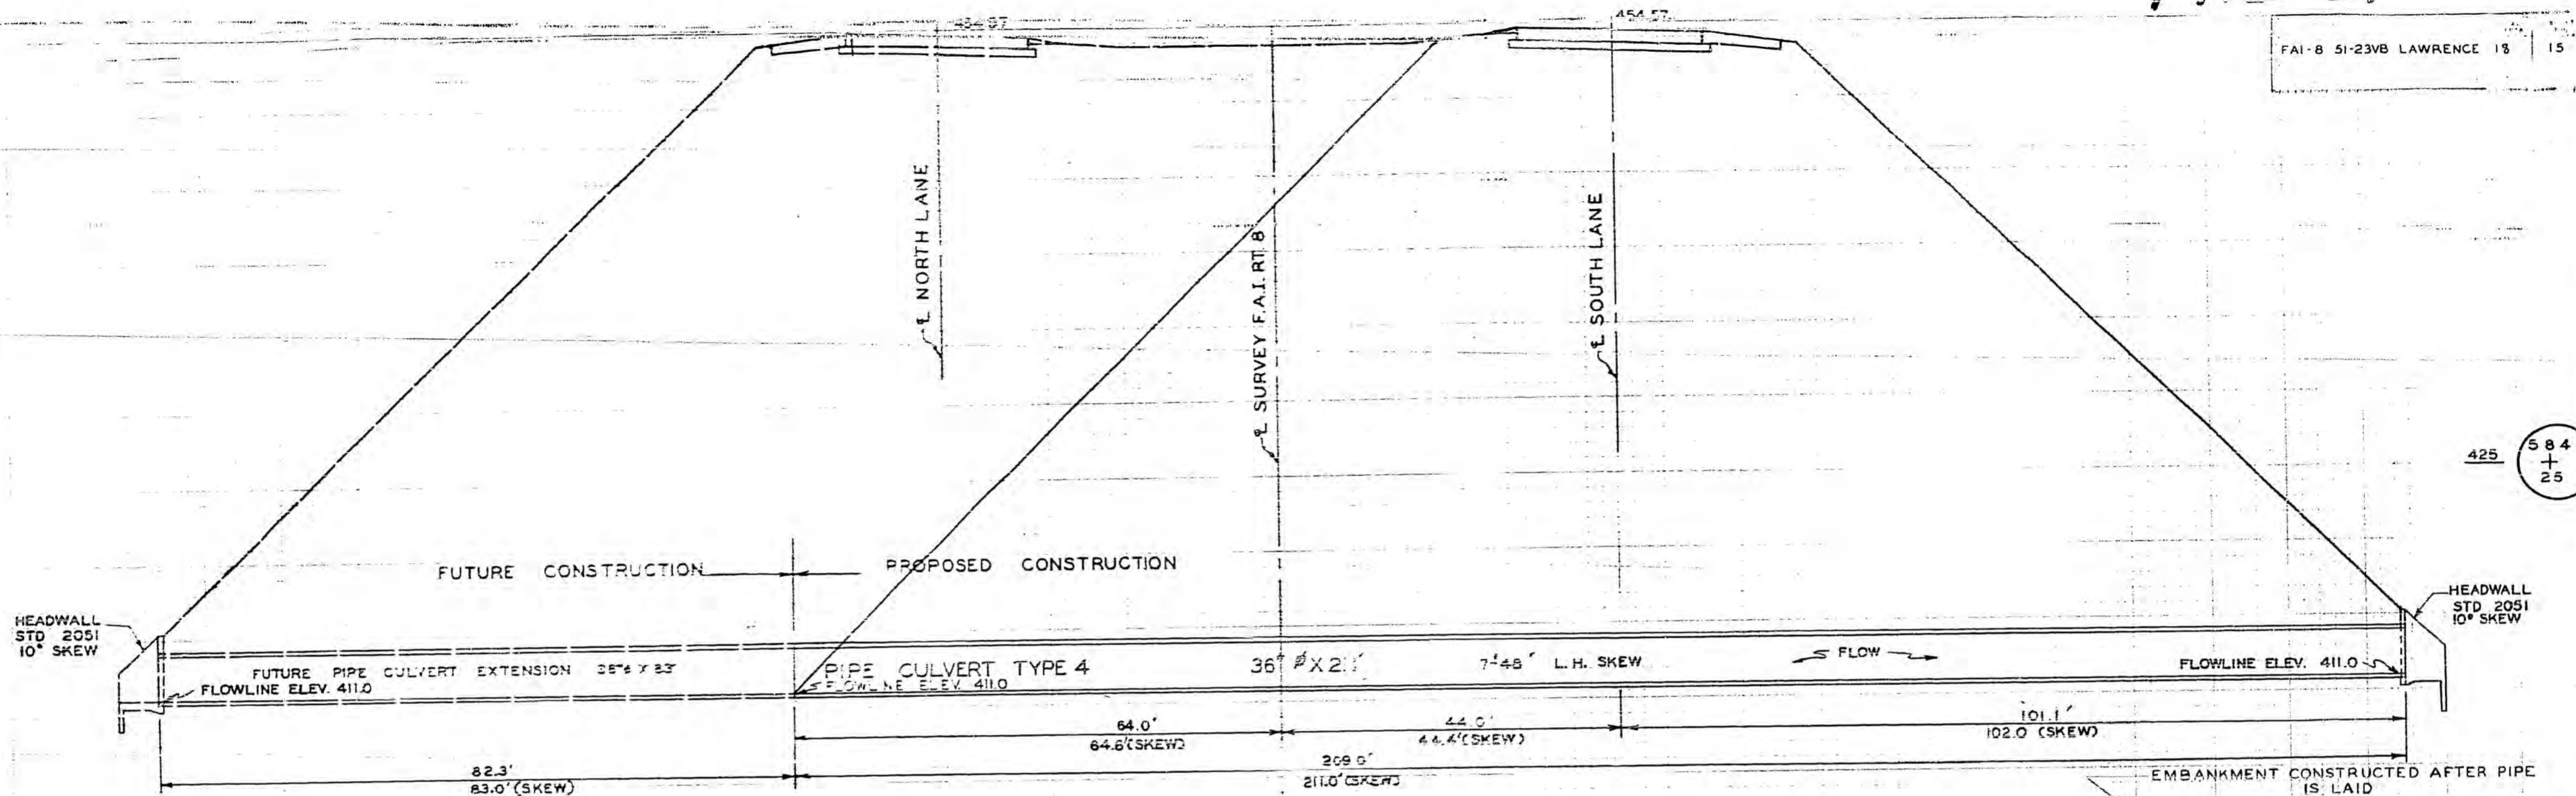 454.57
FAI-8 51-23VB LAWRENCE 18 15
℄ NORTH LANE
℄ SURVEY F.A.I. RT 8
℄ SOUTH LANE
425
584
+
25
FUTURE CONSTRUCTION
PROPOSED CONSTRUCTION
HEADWALL
STD 2051
10° SKEW
HEADWALL
STD 2051
10° SKEW
FUTURE PIPE CULVERT EXTENSION
FLOWLINE ELEV. 411.0
PIPE CULVERT TYPE 4
FLOWLINE ELEV. 411.0
L.H. SKEW
FLOW
FLOWLINE ELEV. 411.0
64.0'
64.6'(SKEW)
44.0'
44.4'(SKEW)
101.1'
102.0 (SKEW)
82.3'
83.0'(SKEW)
209.0'
211.0'(SKEW)
EMBANKMENT CONSTRUCTED AFTER PIPE
IS LAID